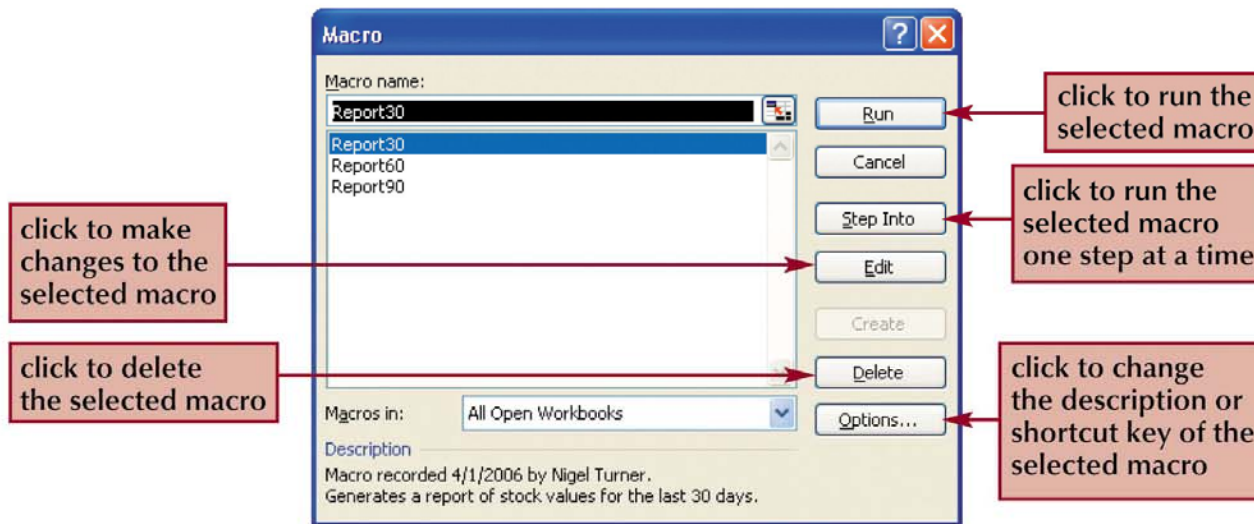 Macro
Macro name:
Report30
Report30
Report60
Report90
Run
Cancel
Step Into
Edit
Create
Delete
Options...
Macros in:
All Open Workbooks
Description
Macro recorded 4/1/2006 by Nigel Turner.
Generates a report of stock values for the last 30 days.
click to make
changes to the
selected macro
click to delete
the selected macro
click to run the
selected macro
click to run the
selected macro
one step at a time
click to change
the description or
shortcut key of the
selected macro